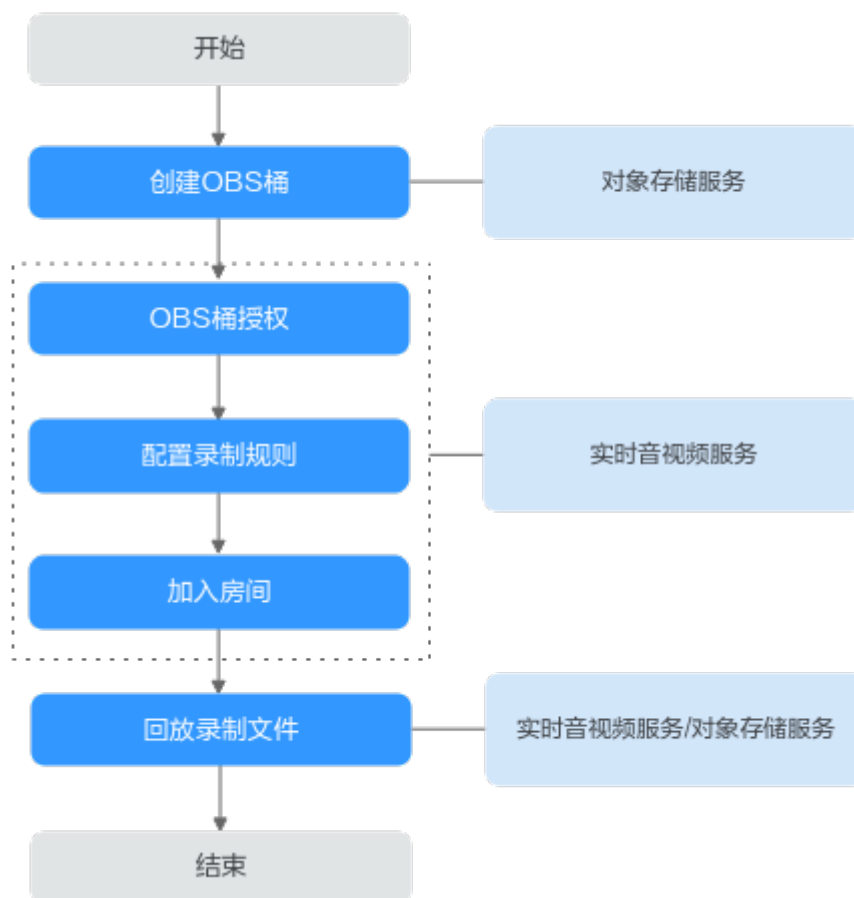 开始
创建OBS桶
对象存储服务
OBS桶授权
配置录制规则
实时音视频服务
加入房间
回放录制文件
实时音视频服务/对象存储服务
结束